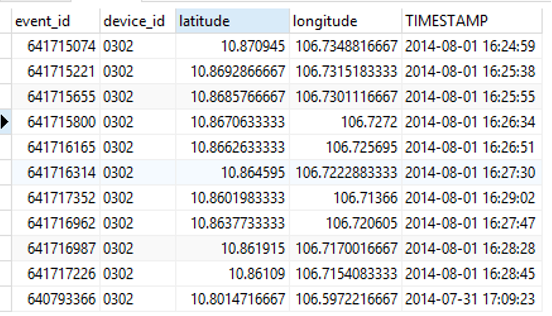 event_id device_id latitude longitude TIMESTAMP
641715074 0302 10.870945 106.7348816667 2014-08-01 16:24:59
641715221 0302 10.8692866667 106.7315183333 2014-08-01 16:25:38
641715655 0302 10.8685766667 106.7301116667 2014-08-01 16:25:55
641715800 0302 10.8670633333 106.7272 2014-08-01 16:26:34
641716165 0302 10.8662633333 106.725695 2014-08-01 16:26:51
641716314 0302 10.864595 106.7222883333 2014-08-01 16:27:30
641717352 0302 10.8601983333 106.71366 2014-08-01 16:29:02
641716962 0302 10.8637733333 106.720605 2014-08-01 16:27:47
641716987 0302 10.861915 106.7170016667 2014-08-01 16:28:28
641717226 0302 10.86109 106.7154083333 2014-08-01 16:28:45
640793366 0302 10.8014716667 106.5972216667 2014-07-31 17:09:23